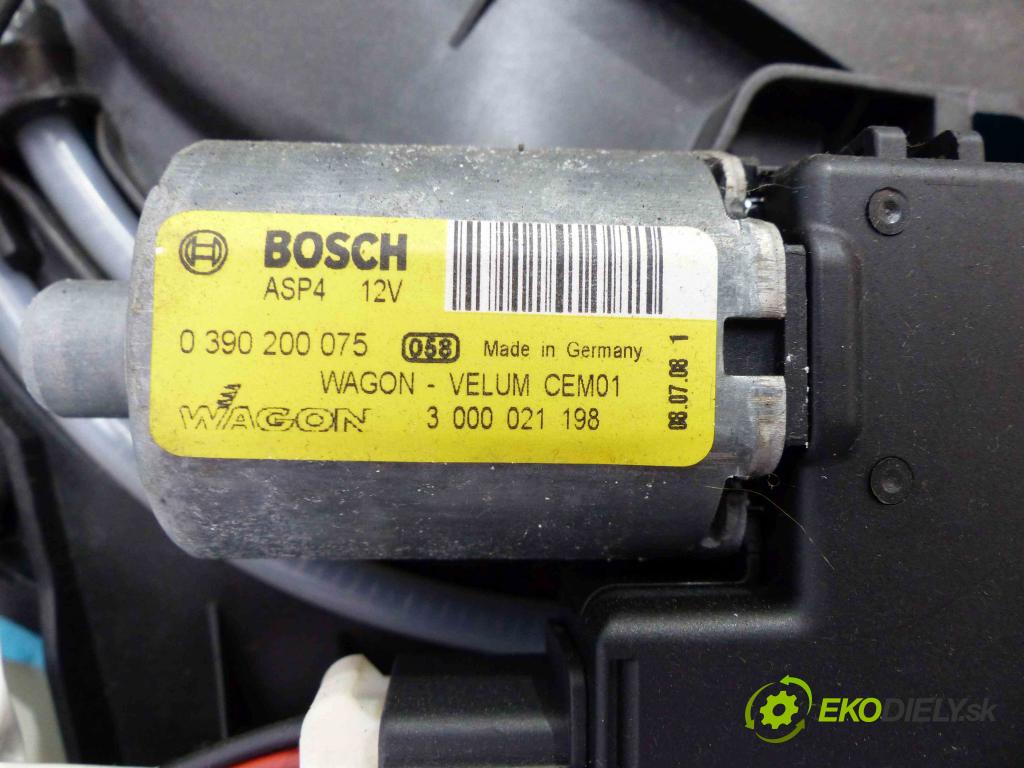 BOSCH
ASP4 12V
0 390 200 075 058 Made in Germany
WAGON - VELUM CEM01
WAGON 3 000 021 198
08.07.08 1
EKODIELY.sk